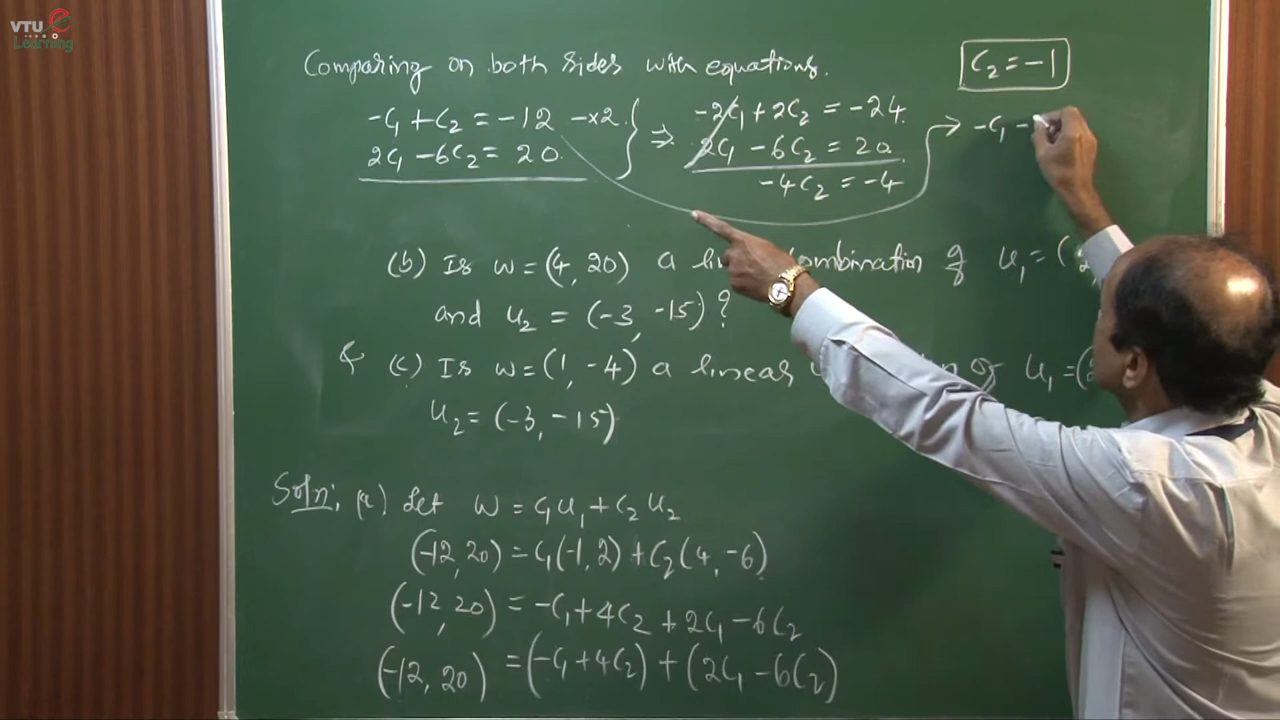 VTU e Learning
Comparing on both sides with equations.
C₂ = -1
-C₁ + C₂ = -12 -×2 } ⇒ -2C₁ + 2C₂ = -24. → -C₁ -
2C₁ - 6C₂ = 20. 2C₁ - 6C₂ = 20.
-4C₂ = -4
(b) Is w = (4, 20) a combination of u₁ = (
and u₂ = (-3, -15) ?
& (c) Is w = (1, -4) a linear of u₁ = (
u₂ = (-3, -15)
Soln: (a) Let w = C₁u₁ + C₂u₂
(-12, 20) = C₁(-1, 2) + C₂(4, -6)
(-12, 20) = -C₁ + 4C₂ + 2C₁ - 6C₂
(-12, 20) = (-C₁ + 4C₂) + (2C₁ - 6C₂)